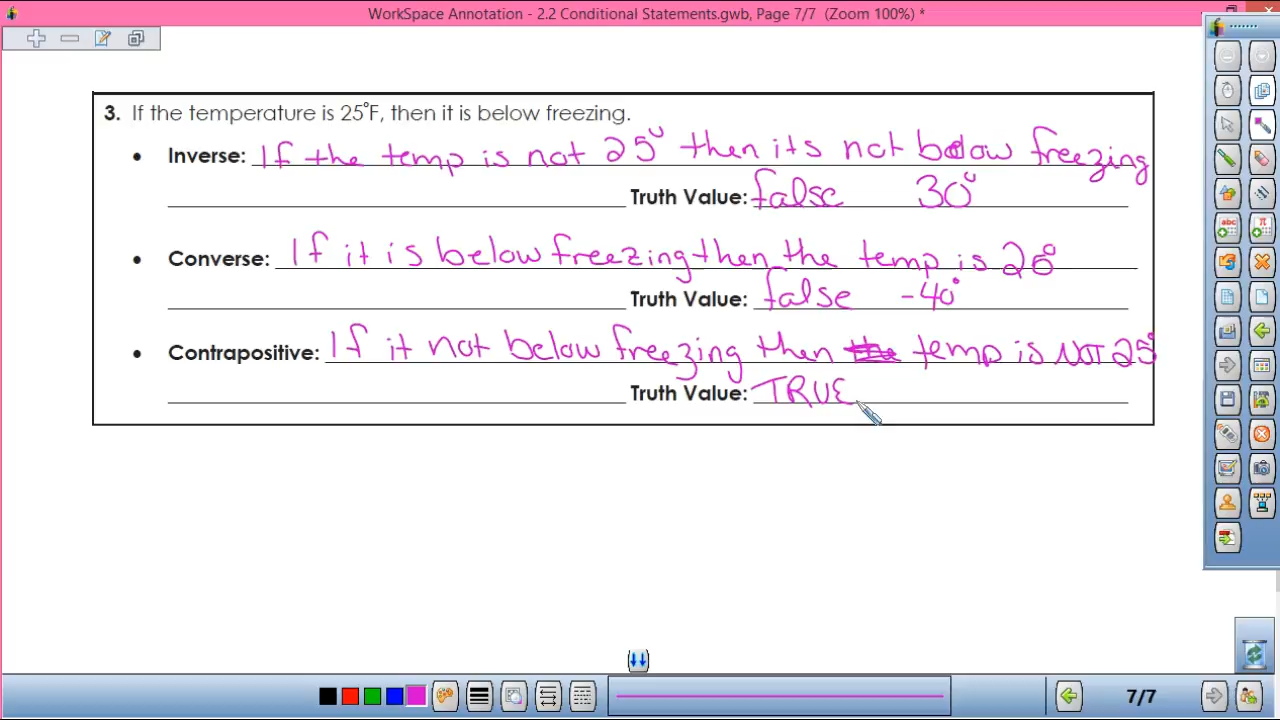 WorkSpace Annotation - 2.2 Conditional Statements.gwb, Page 7/7 (Zoom 100%) *
3. If the temperature is 25°F, then it is below freezing.
• Inverse: If the temp is not 25° then its not below freezing
Truth Value: false 30°
• Converse: If it is below freezing then the temp is 25°
Truth Value: false -40°
• Contrapositive: If it not below freezing then temp is NOT 25°
Truth Value: TRUE
abc
π
7/7